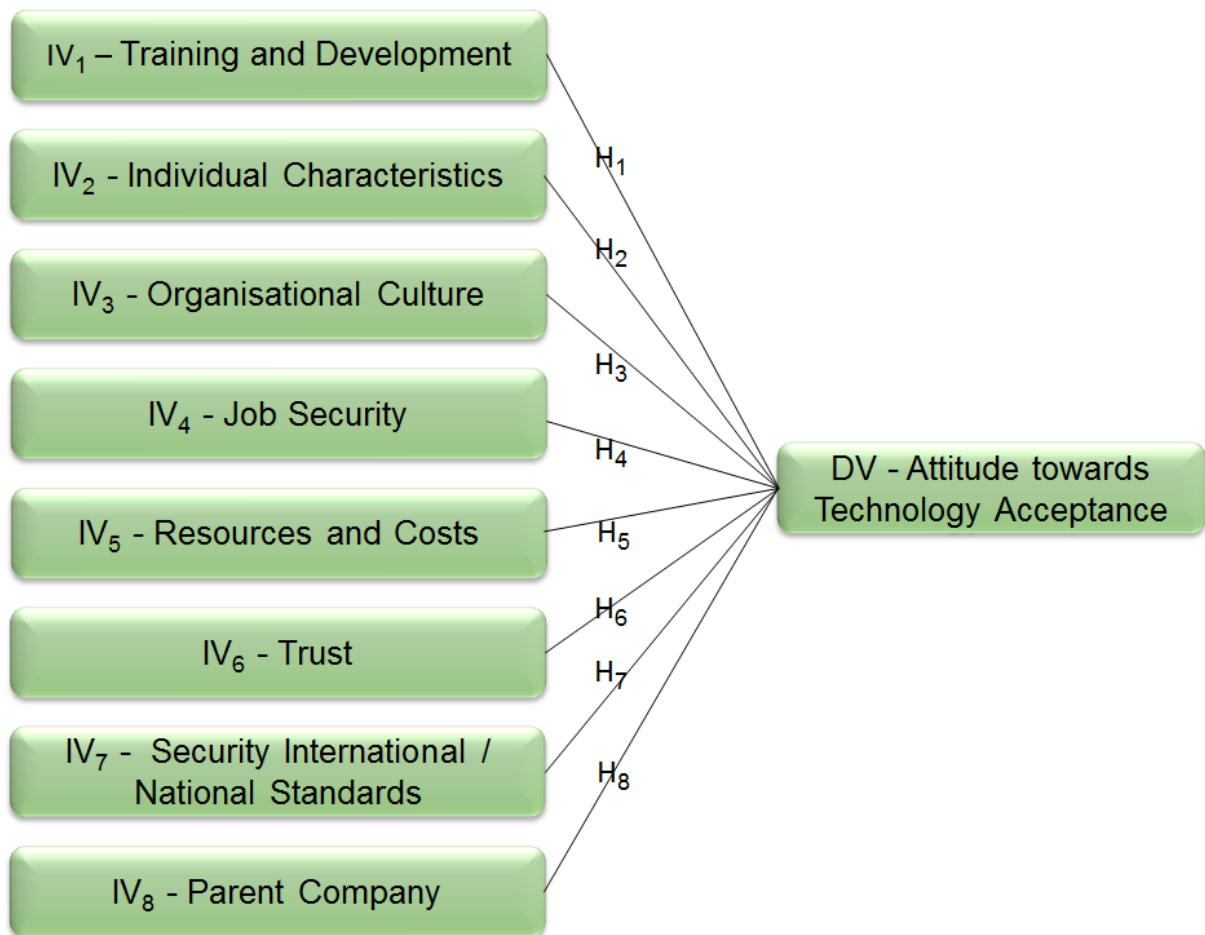 IV₁ – Training and Development
H₁
IV₂ - Individual Characteristics
H₂
IV₃ - Organisational Culture
H₃
IV₄ - Job Security
H₄
DV - Attitude towards
Technology Acceptance
IV₅ - Resources and Costs
H₅
H₆
IV₆ - Trust
H₇
IV₇ - Security International /
National Standards
H₈
IV₈ - Parent Company